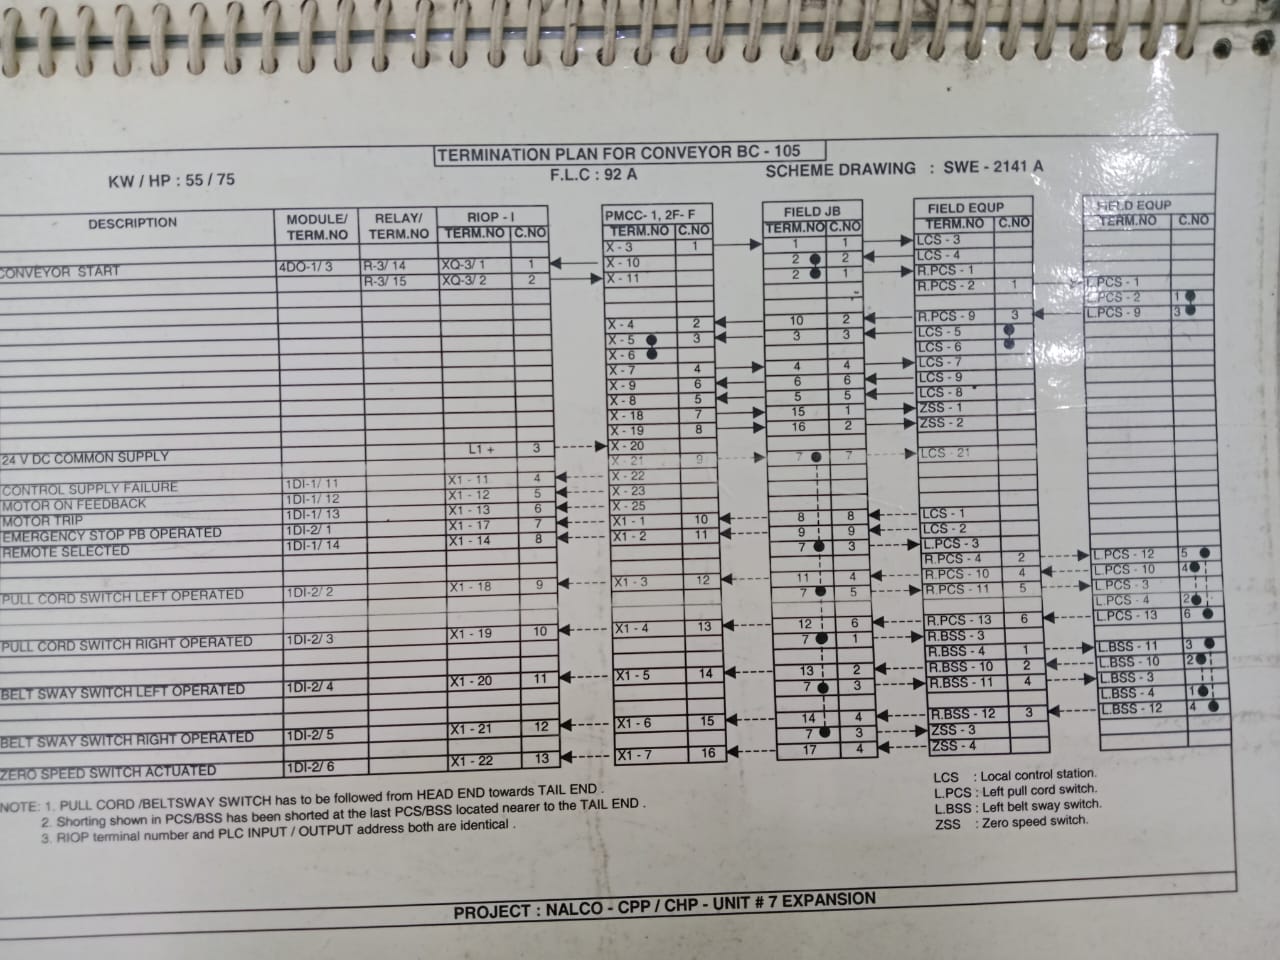 TERMINATION PLAN FOR CONVEYOR BC - 105
KW / HP : 55 / 75
F.L.C : 92 A
SCHEME DRAWING : SWE - 2141 A
DESCRIPTION MODULE/ TERM.NO RELAY/ TERM.NO RIOP - I TERM.NO C.NO
PMCC- 1, 2F- F TERM.NO C.NO
FIELD JB TERM.NO C.NO
FIELD EQUP TERM.NO C.NO
FIELD EQUP TERM.NO C.NO
X - 3 1 1 1 LCS - 3
CONVEYOR START 4DO-1/ 3 R-3/ 14 XQ-3/ 1 1 X - 10 2 2 LCS - 4
R-3/ 15 XQ-3/ 2 2 X - 11 2 1 R.PCS - 1
R.PCS - 2 1 L.PCS - 1
L.PCS - 2 1
X - 4 2 10 2 R.PCS - 9 3 L.PCS - 9 3
X - 5 3 3 3 LCS - 5
X - 6 LCS - 6
X - 7 4 4 4 LCS - 7
X - 9 6 6 6 LCS - 9
X - 8 5 5 5 LCS - 8
X - 18 7 15 1 ZSS - 1
X - 19 8 16 2 ZSS - 2
24 V DC COMMON SUPPLY L1 + 3 X - 20
X - 21 9 7 7 LCS - 21
CONTROL SUPPLY FAILURE 1DI-1/ 11 X1 - 11 4 X - 22
MOTOR ON FEEDBACK 1DI-1/ 12 X1 - 12 5 X - 23
MOTOR TRIP 1DI-1/ 13 X1 - 13 6 X - 25
EMERGENCY STOP PB OPERATED 1DI-2/ 1 X1 - 17 7 X1 - 1 10 8 8 LCS - 1
REMOTE SELECTED 1DI-1/ 14 X1 - 14 8 X1 - 2 11 9 9 LCS - 2
7 3 L.PCS - 3
R.PCS - 4 2 L.PCS - 12 5
PULL CORD SWITCH LEFT OPERATED 1DI-2/ 2 X1 - 18 9 X1 - 3 12 11 4 R.PCS - 10 4 L.PCS - 10 4
7 5 R.PCS - 11 5 L.PCS - 3
L.PCS - 4 2
PULL CORD SWITCH RIGHT OPERATED 1DI-2/ 3 X1 - 19 10 X1 - 4 13 12 6 R.PCS - 13 6 L.PCS - 13 6
7 1 R.BSS - 3
R.BSS - 4 1 L.BSS - 11 3
BELT SWAY SWITCH LEFT OPERATED 1DI-2/ 4 X1 - 20 11 X1 - 5 14 13 2 R.BSS - 10 2 L.BSS - 10 2
7 3 R.BSS - 11 4 L.BSS - 3
L.BSS - 4 1
BELT SWAY SWITCH RIGHT OPERATED 1DI-2/ 5 X1 - 21 12 X1 - 6 15 14 4 R.BSS - 12 3 L.BSS - 12 4
7 3 ZSS - 3
ZERO SPEED SWITCH ACTUATED 1DI-2/ 6 X1 - 22 13 X1 - 7 16 17 4 ZSS - 4
NOTE: 1. PULL CORD /BELTSWAY SWITCH has to be followed from HEAD END towards TAIL END .
2. Shorting shown in PCS/BSS has been shorted at the last PCS/BSS located nearer to the TAIL END .
3. RIOP terminal number and PLC INPUT / OUTPUT address both are identical .
LCS : Local control station.
L.PCS : Left pull cord switch.
L.BSS : Left belt sway switch.
ZSS : Zero speed switch.
PROJECT : NALCO - CPP / CHP - UNIT # 7 EXPANSION